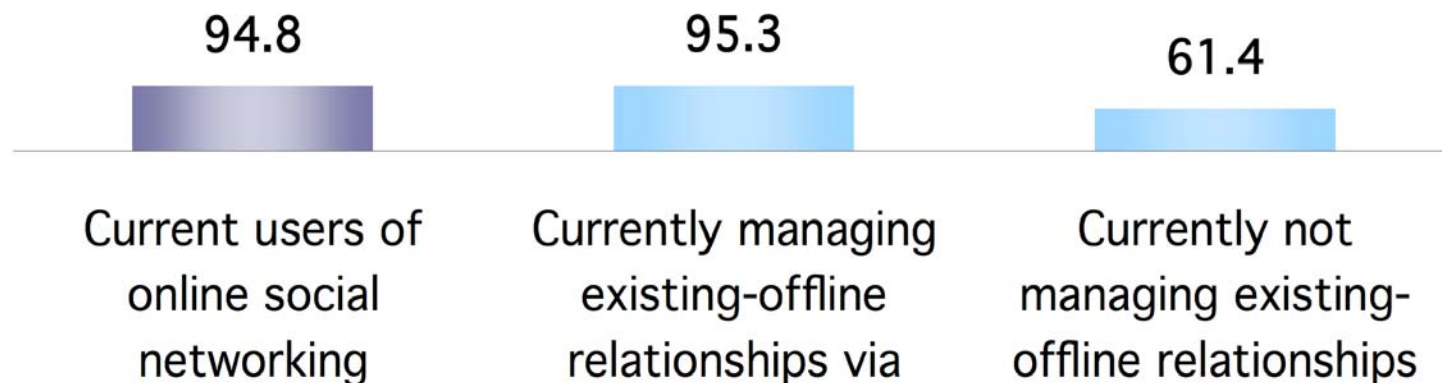 94.8
95.3
61.4
Current users of
online social
networking
Currently managing
existing-offline
relationships via
Currently not
managing existing-
offline relationships